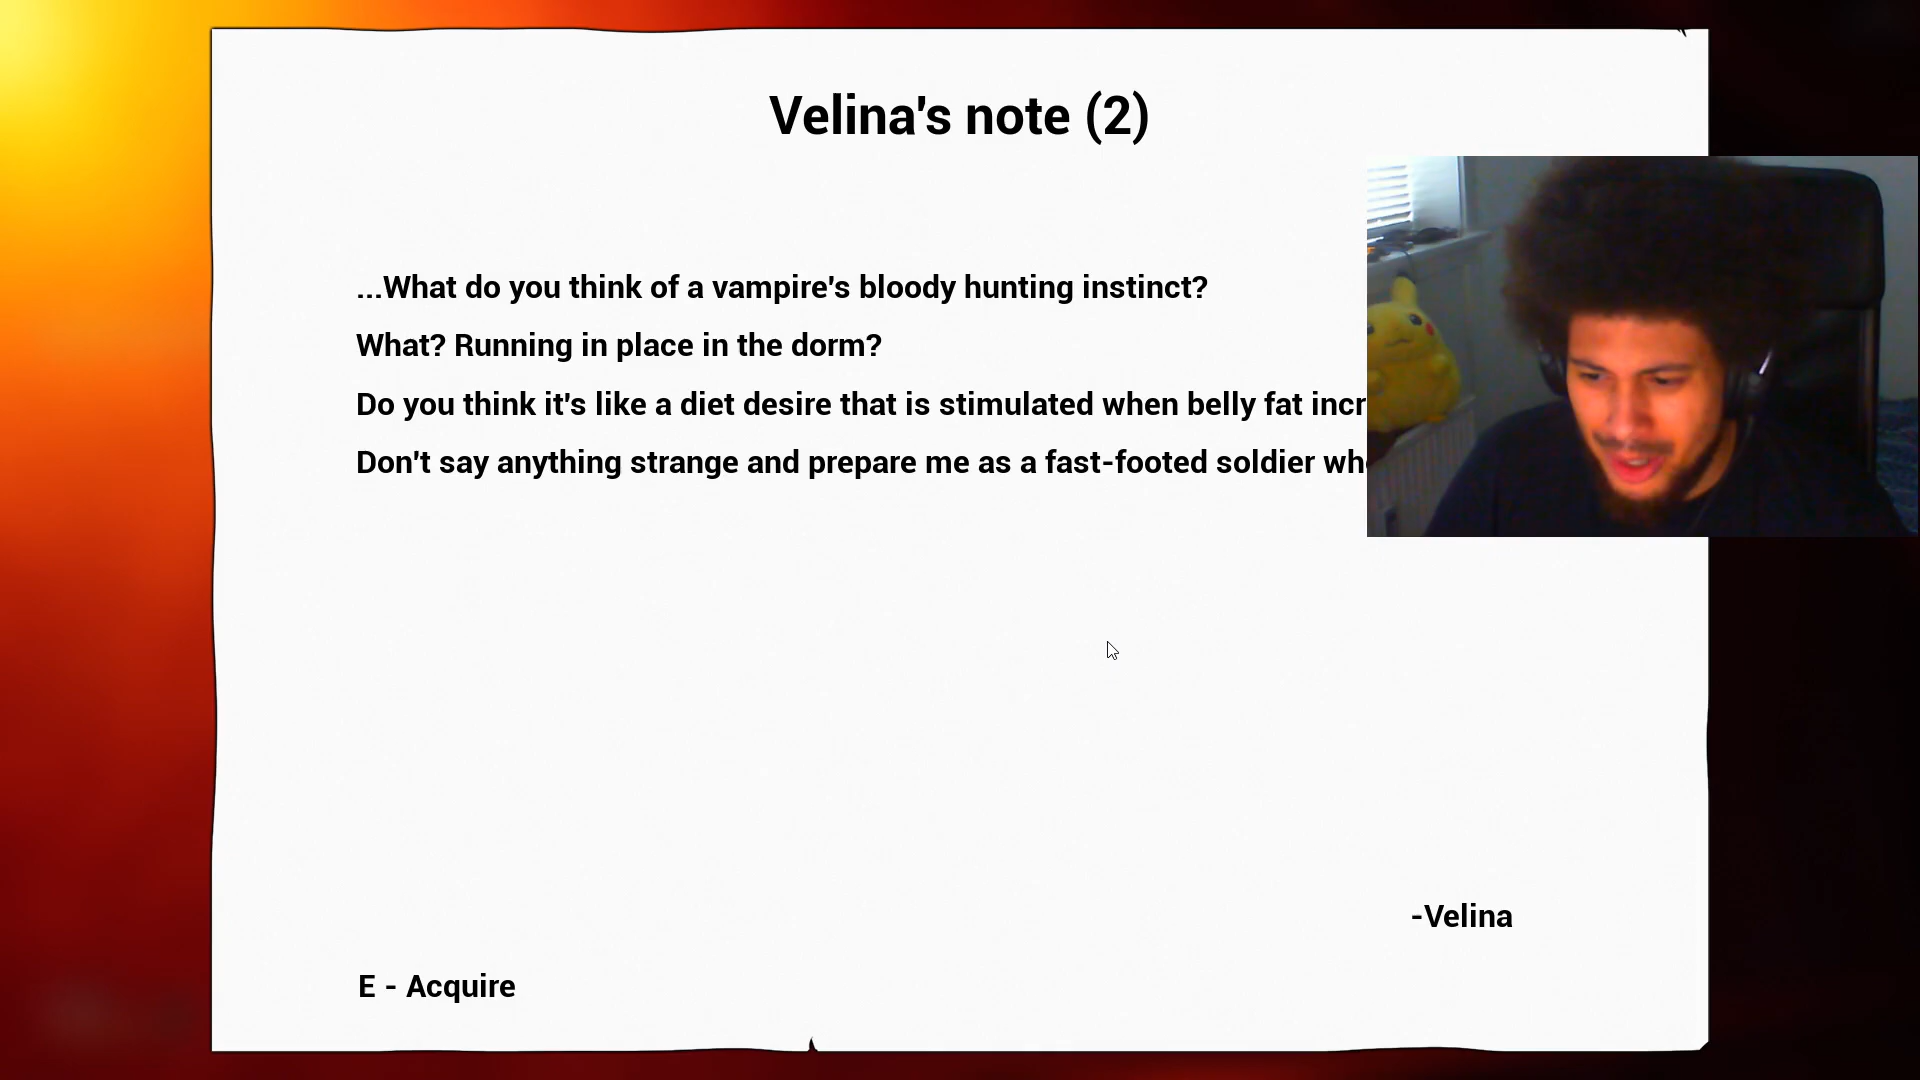 Velina's note (2)
...What do you think of a vampire's bloody hunting instinct?
What? Running in place in the dorm?
Do you think it's like a diet desire that is stimulated when belly fat
Don't say anything strange and prepare me as a fast-footed soldier
-Velina
E - Acquire